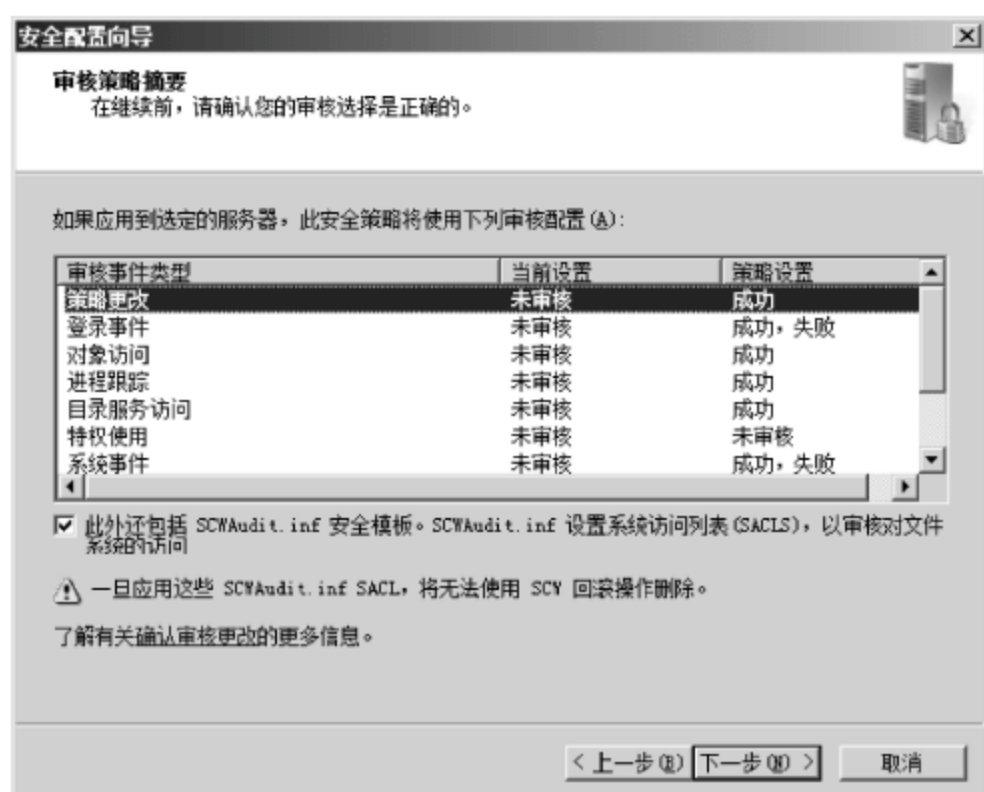 安全配置向导
审核策略摘要
在继续前，请确认您的审核选择是正确的。
如果应用到选定的服务器，此安全策略将使用下列审核配置(A):
审核事件类型 当前设置 策略设置
策略更改 未审核 成功
登录事件 未审核 成功，失败
对象访问 未审核 成功
进程跟踪 未审核 成功
目录服务访问 未审核 成功
特权使用 未审核 未审核
系统事件 未审核 成功，失败
此外还包括 SCWAudit.inf 安全模板。SCWAudit.inf 设置系统访问列表(SACLS)，以审核对文件
系统的访问
一旦应用这些 SCWAudit.inf SACL，将无法使用 SCW 回滚操作删除。
了解有关确认审核更改的更多信息。
< 上一步(B) 下一步(N) > 取消